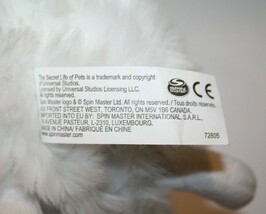 The Secret Life of Pets is a trademark and copyright
of Universal Studios.
Licensed by Universal Studios Licensing LLC.
All Rights Reserved.
Spin Master logo & © Spin Master Ltd. All rights reserved. / Tous droits réservés.
FRONT STREET WEST, TORONTO, ON M5V 1B6 CANADA.
IMPORTED INTO EU BY: SPIN MASTER INTERNATIONAL, S.A.R.L.,
AVENUE PASTEUR, L-2310, LUXEMBOURG.
MADE IN CHINA / FABRIQUÉ EN CHINE
www.spinmaster.com
72805
SPIN MASTER